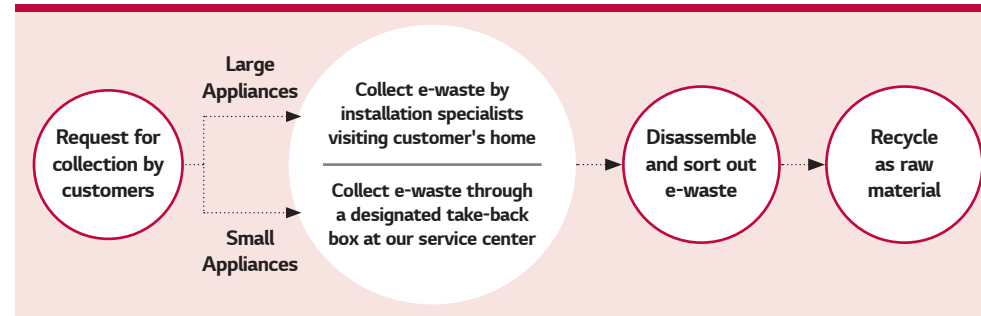 Request for
collection by
customers
Large
Appliances
Small
Appliances
Collect e-waste by
installation specialists
visiting customer's home
Collect e-waste through
a designated take-back
box at our service center
Disassemble
and sort out
e-waste
Recycle
as raw
material